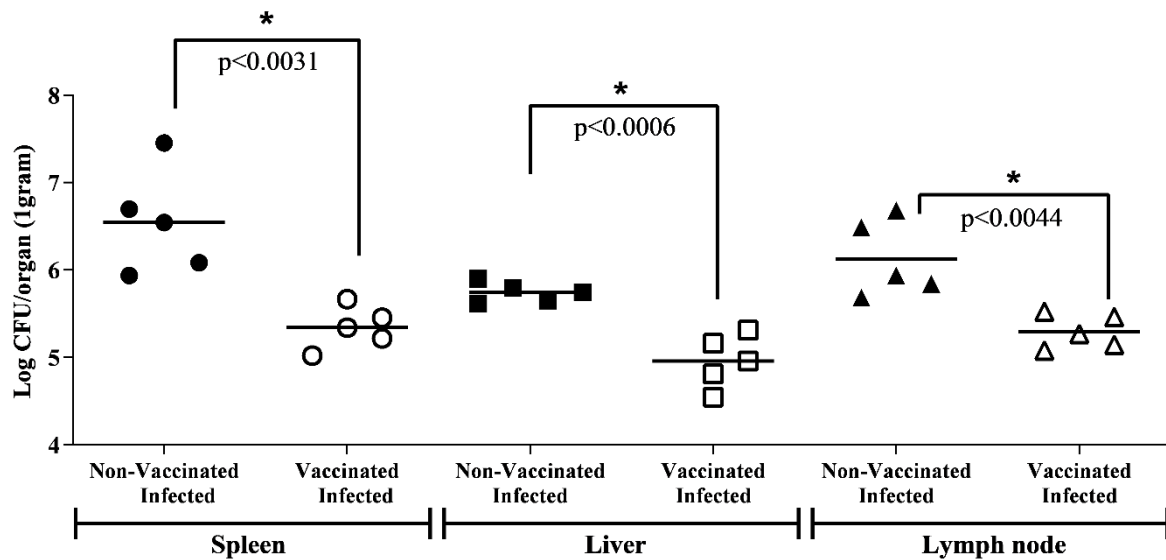 *
p<0.0031
*
p<0.0006
*
p<0.0044
Log CFU/organ (1gram)
8
7
6
5
4
Non-Vaccinated
Infected
Vaccinated
Infected
Non-Vaccinated
Infected
Vaccinated
Infected
Non-Vaccinated
Infected
Vaccinated
Infected
Spleen
Liver
Lymph node